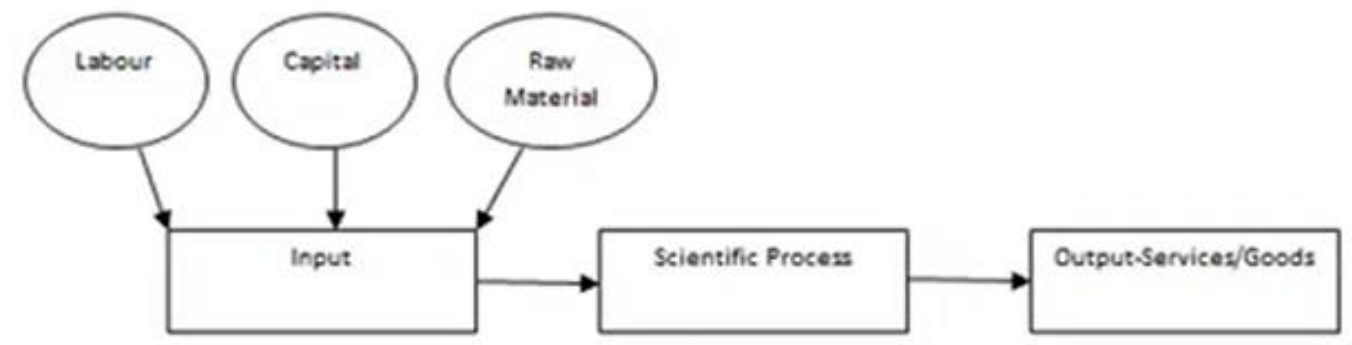 Labour
Capital
Raw
Material
Input
Scientific Process
Output-Services/Goods